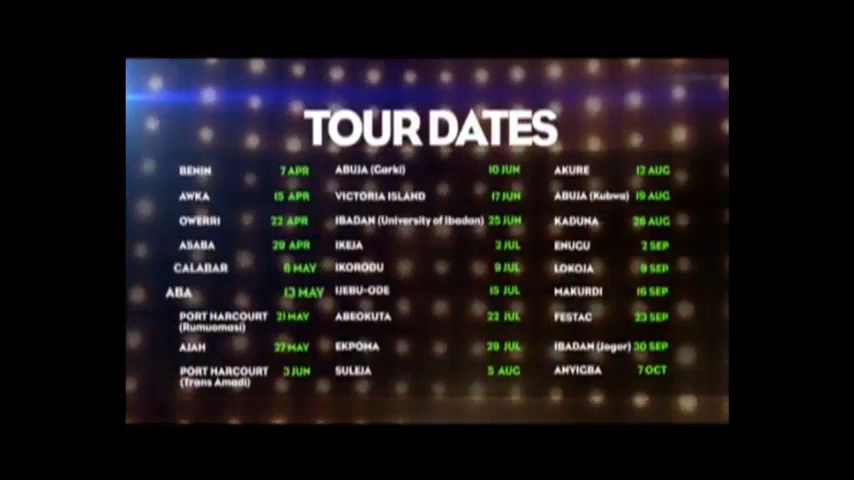 TOUR DATES
BENIN 7 APR
AWKA 15 APR
OWERRI 22 APR
ASABA 29 APR
CALABAR 6 MAY
ABA 13 MAY
PORT HARCOURT 21 MAY
(Rumuomasi)
AJAH 27 MAY
PORT HARCOURT 3 JUN
(Trans Amadi)
ABUJA (Garki) 10 JUN
VICTORIA ISLAND 17 JUN
IBADAN (University of Ibadan) 25 JUN
IKEJA 2 JUL
IKORODU 9 JUL
IJEBU-ODE 15 JUL
ABEOKUTA 22 JUL
EKPOMA 29 JUL
SULEJA 5 AUG
AKURE 12 AUG
ABUJA (Kubwa) 19 AUG
KADUNA 26 AUG
ENUGU 2 SEP
LOKOJA 9 SEP
MAKURDI 16 SEP
FESTAC 23 SEP
IBADAN (Joger) 30 SEP
ANYIGBA 7 OCT